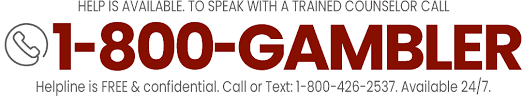 HELP IS AVAILABLE. TO SPEAK WITH A TRAINED COUNSELOR CALL
1-800-GAMBLER
Helpline is FREE & confidential. Call or Text: 1-800-426-2537. Available 24/7.